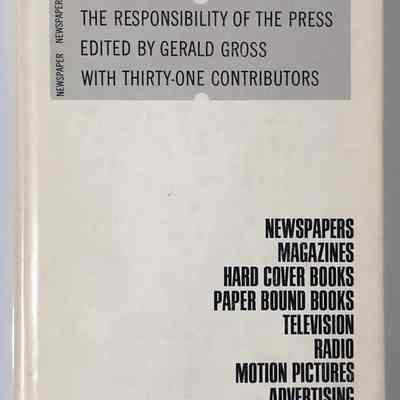 THE RESPONSIBILITY OF THE PRESS
EDITED BY GERALD GROSS
WITH THIRTY-ONE CONTRIBUTORS
NEWSPAPER NEWSPAPER
NEWSPAPERS
MAGAZINES
HARD COVER BOOKS
PAPER BOUND BOOKS
TELEVISION
RADIO
MOTION PICTURES
ADVERTISING